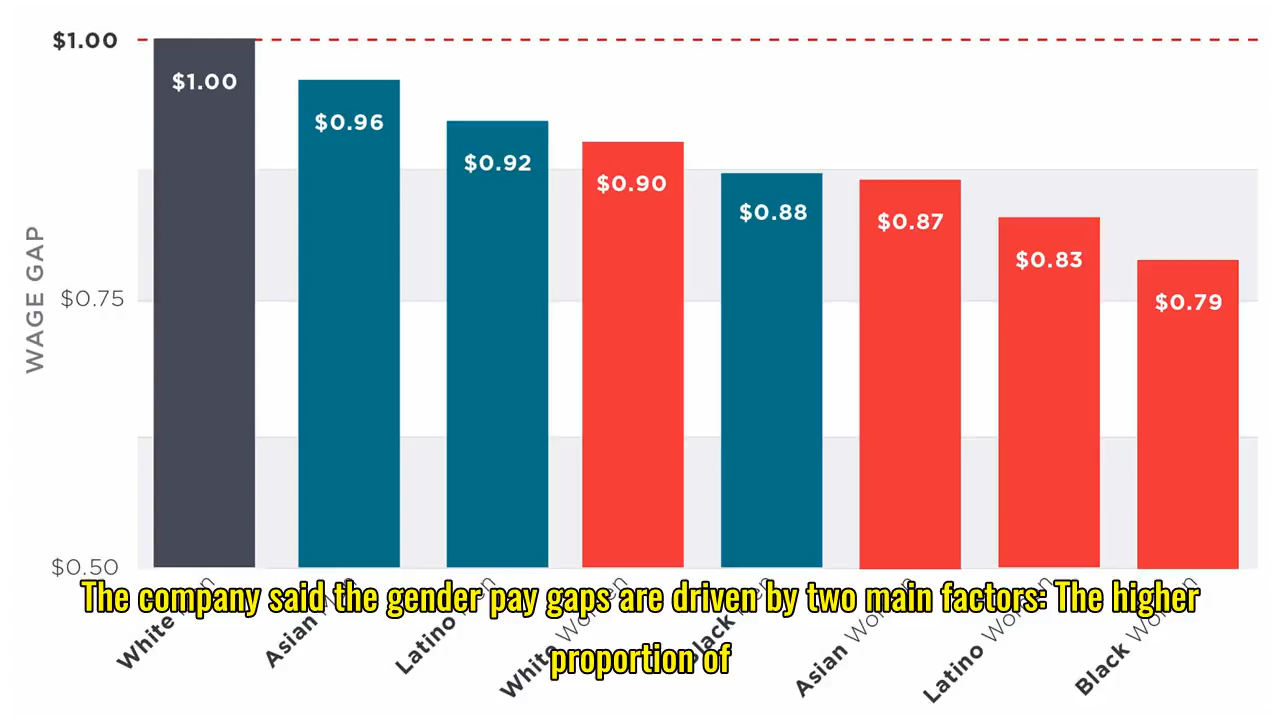 $1.00
$1.00
$0.96
$0.92
$0.90
$0.88
$0.87
$0.83
$0.79
WAGE GAP
$0.75
$0.50
The company said the gender pay gaps are driven by two main factors: The higher
proportion of
White
Asian
Latino
White Women
Black
Asian Women
Latino Women
Black Women